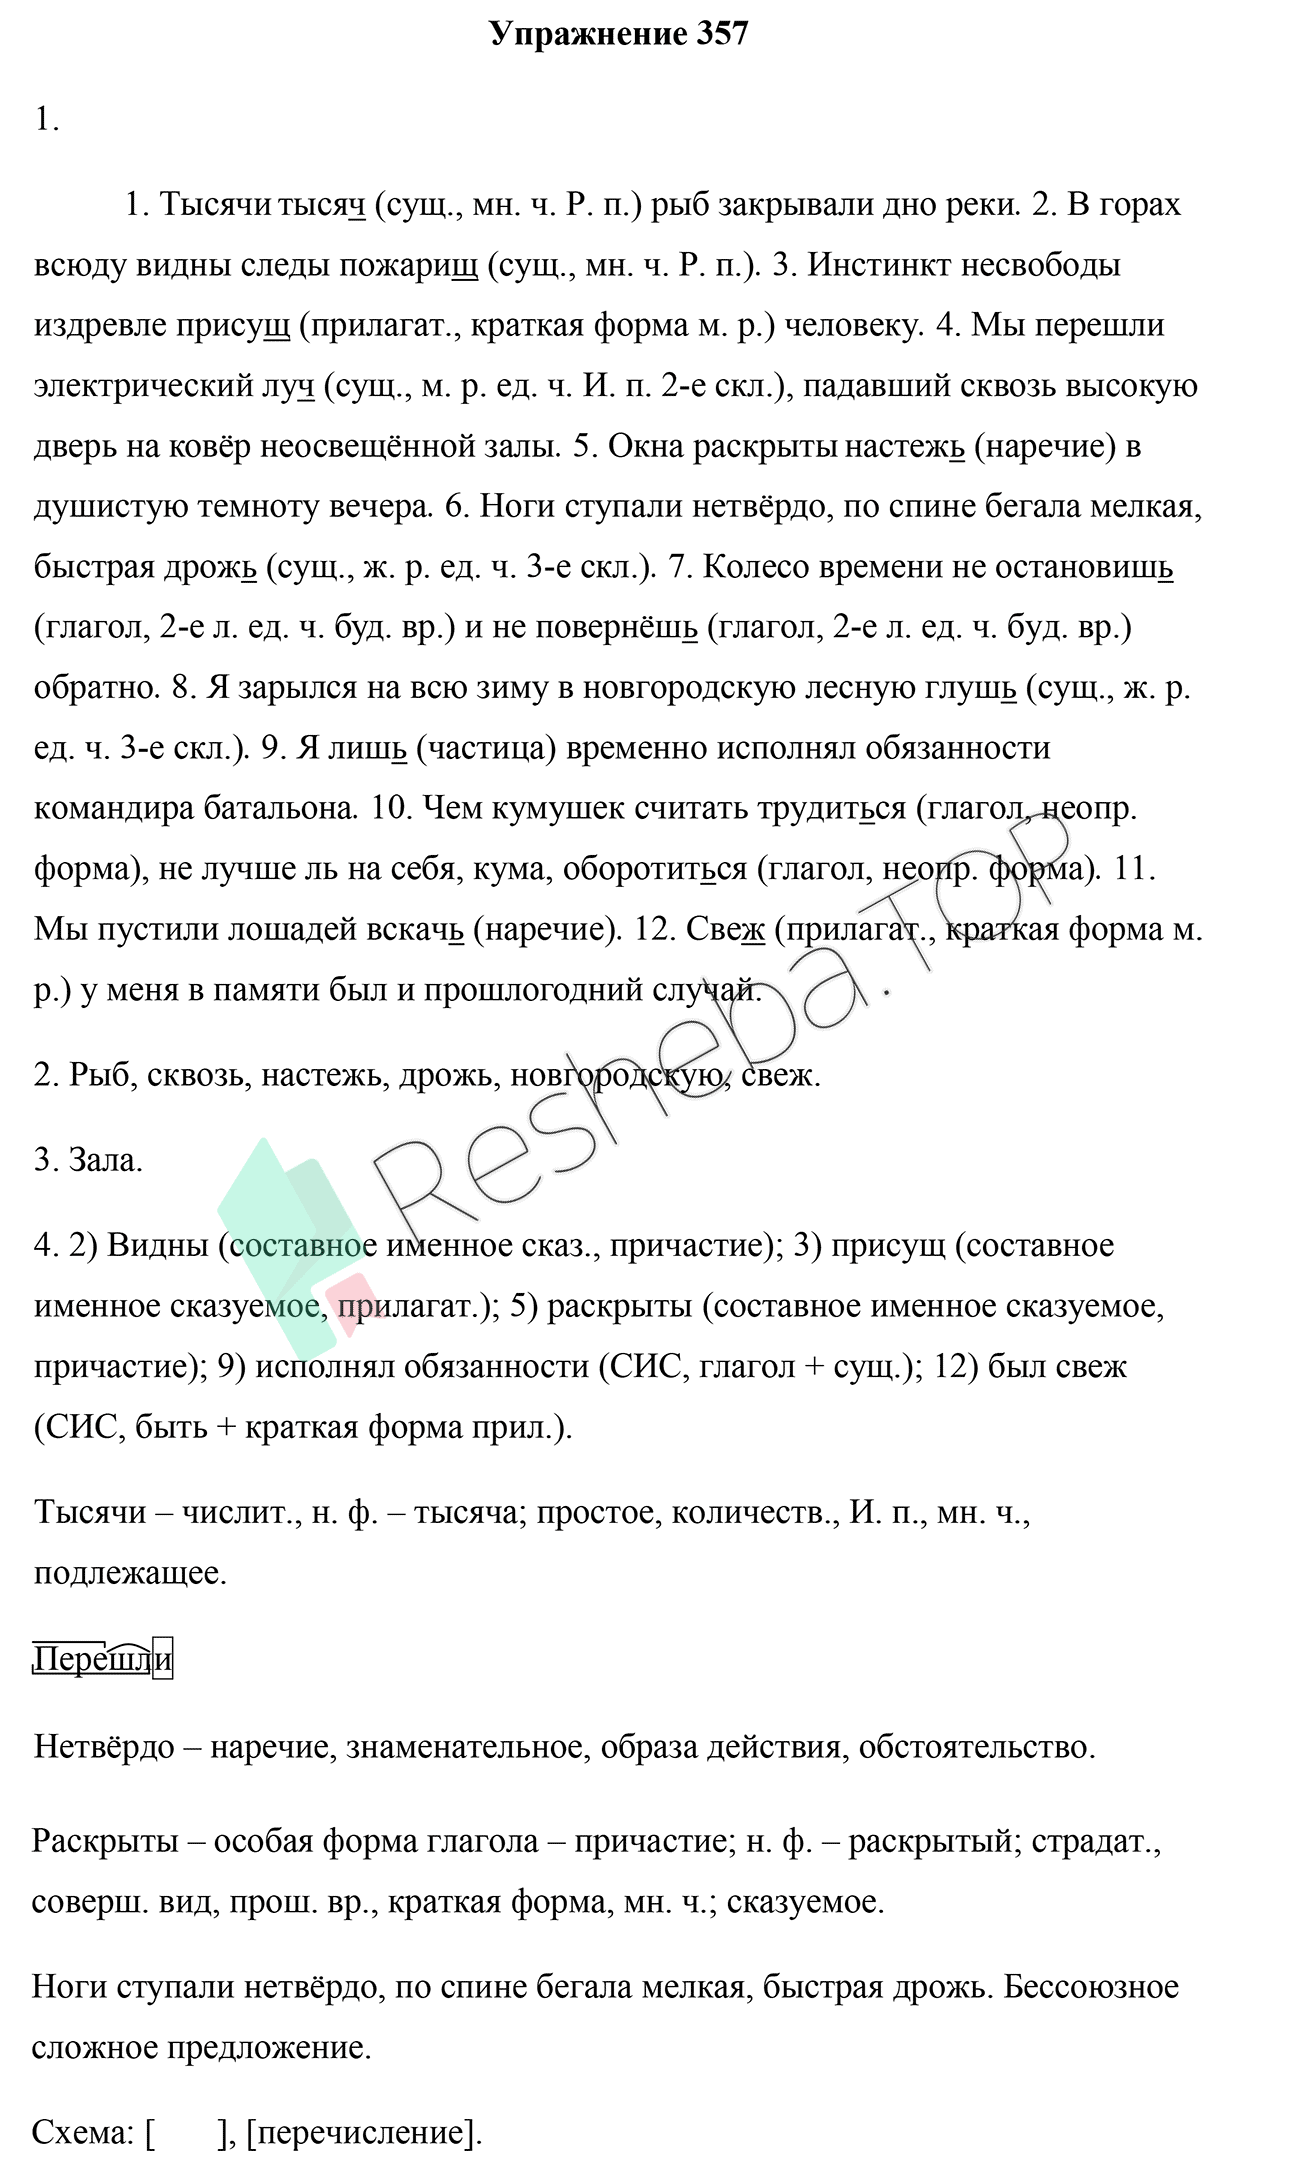 Упражнение 357
1.
1. Тысячи тысяч (сущ., мн. ч. Р. п.) рыб закрывали дно реки. 2. В горах
всюду видны следы пожарищ (сущ., мн. ч. Р. п.). 3. Инстинкт несвободы
издревле присущ (прилагат., краткая форма м. р.) человеку. 4. Мы перешли
электрический луч (сущ., м. р. ед. ч. И. п. 2-е скл.), падавший сквозь высокую
дверь на ковёр неосвещённой залы. 5. Окна раскрыты настежь (наречие) в
душистую темноту вечера. 6. Ноги ступали нетвёрдо, по спине бегала мелкая,
быстрая дрожь (сущ., ж. р. ед. ч. 3-е скл.). 7. Колесо времени не остановишь
(глагол, 2-е л. ед. ч. буд. вр.) и не повернёшь (глагол, 2-е л. ед. ч. буд. вр.)
обратно. 8. Я зарылся на всю зиму в новгородскую лесную глушь (сущ., ж. р.
ед. ч. 3-е скл.). 9. Я лишь (частица) временно исполнял обязанности
командира батальона. 10. Чем кумушек считать трудиться (глагол, неопр.
форма), не лучше ль на себя, кума, оборотиться (глагол, неопр. форма). 11.
Мы пустили лошадей вскачь (наречие). 12. Свеж (прилагат., краткая форма м.
р.) у меня в памяти был и прошлогодний случай.
2. Рыб, сквозь, настежь, дрожь, новгородскую, свеж.
3. Зала.
4. 2) Видны (составное именное сказ., причастие); 3) присущ (составное
именное сказуемое, прилагат.); 5) раскрыты (составное именное сказуемое,
причастие); 9) исполнял обязанности (СИС, глагол + сущ.); 12) был свеж
(СИС, быть + краткая форма прил.).
Тысячи – числит., н. ф. – тысяча; простое, количеств., И. п., мн. ч.,
подлежащее.
Перешли
Нетвёрдо – наречие, знаменательное, образа действия, обстоятельство.
Раскрыты – особая форма глагола – причастие; н. ф. – раскрытый; страдат.,
соверш. вид, прош. вр., краткая форма, мн. ч.; сказуемое.
Ноги ступали нетвёрдо, по спине бегала мелкая, быстрая дрожь. Бессоюзное
сложное предложение.
Схема: [ ], [перечисление].
Resheba.TOP